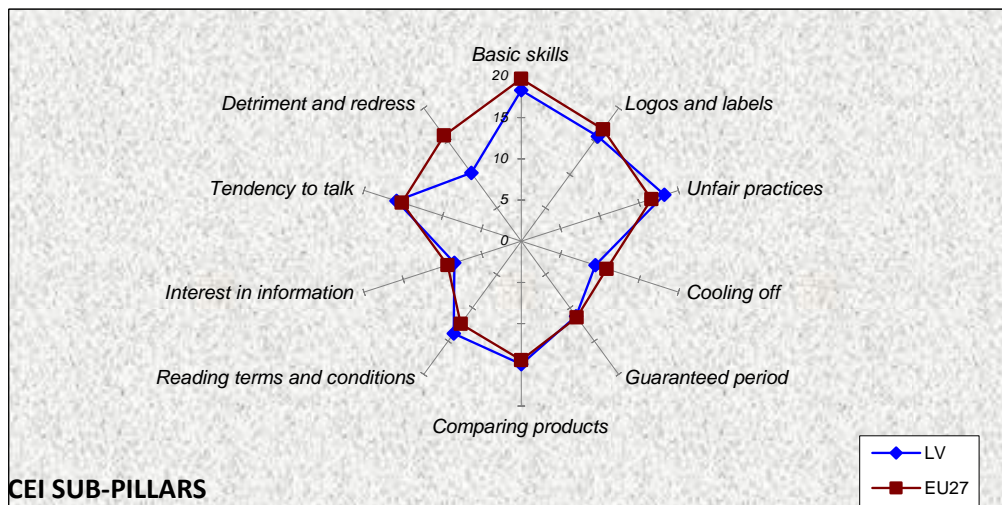 Basic skills
20
Detriment and redress
Logos and labels
15
10
Tendency to talk
Unfair practices
5
0
Interest in information
Cooling off
Reading terms and conditions
Guaranteed period
Comparing products
LV
CEI SUB-PILLARS
EU27